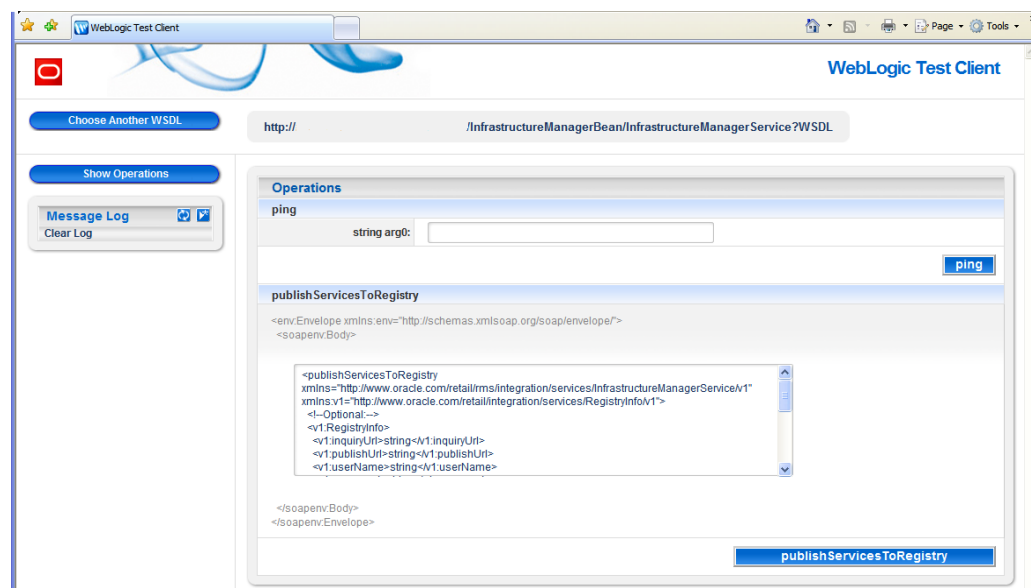 WebLogic Test Client
Page
Tools
WebLogic Test Client
Choose Another WSDL
http:// /InfrastructureManagerBean/InfrastructureManagerService?WSDL
Show Operations
Message Log
Clear Log
Operations
ping
string arg0:
ping
publishServicesToRegistry
<env:Envelope xmlns:env="http://schemas.xmlsoap.org/soap/envelope/">
<soapenv:Body>
<publishServicesToRegistry
xmlns="http://www.oracle.com/retail/rms/integration/services/InfrastructureManagerService/v1"
xmlns:v1="http://www.oracle.com/retail/integration/services/RegistryInfo/v1">
<!--Optional:-->
<v1:RegistryInfo>
<v1:inquiryUrl>string</v1:inquiryUrl>
<v1:publishUrl>string</v1:publishUrl>
<v1:userName>string</v1:userName>
</soapenv:Body>
</soapenv:Envelope>
publishServicesToRegistry